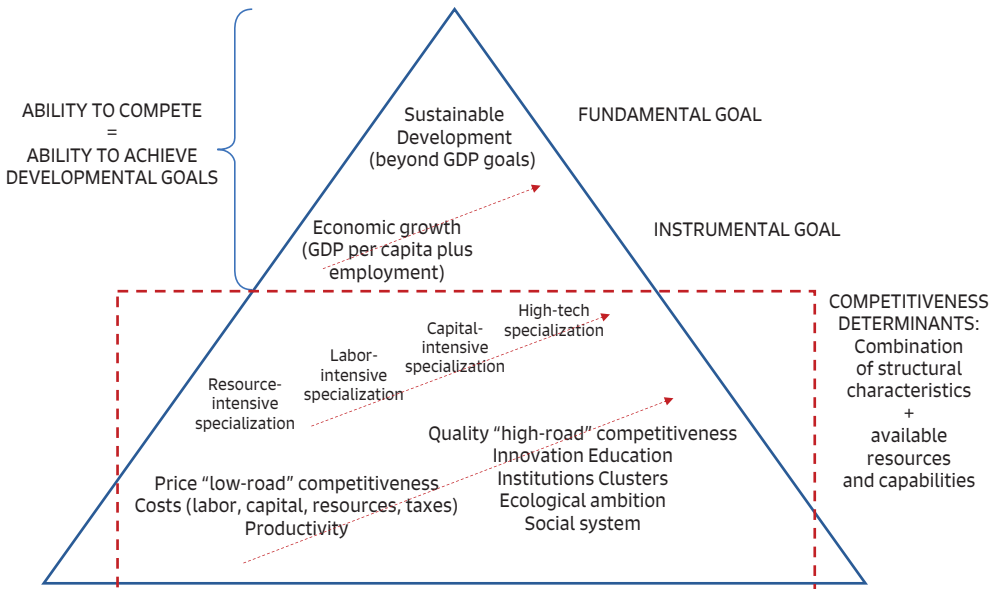 ABILITY TO COMPETE
=
ABILITY TO ACHIEVE
DEVELOPMENTAL GOALS
Sustainable
Development
(beyond GDP goals)
FUNDAMENTAL GOAL
Economic growth
(GDP per capita plus
employment)
INSTRUMENTAL GOAL
Resource-
intensive
specialization
Labor-
intensive
specialization
Capital-
intensive
specialization
High-tech
specialization
COMPETITIVENESS
DETERMINANTS:
Combination
of structural
characteristics
+
available
resources
and capabilities
Price “low-road” competitiveness
Costs (labor, capital, resources, taxes)
Productivity
Quality “high-road” competitiveness
Innovation Education
Institutions Clusters
Ecological ambition
Social system